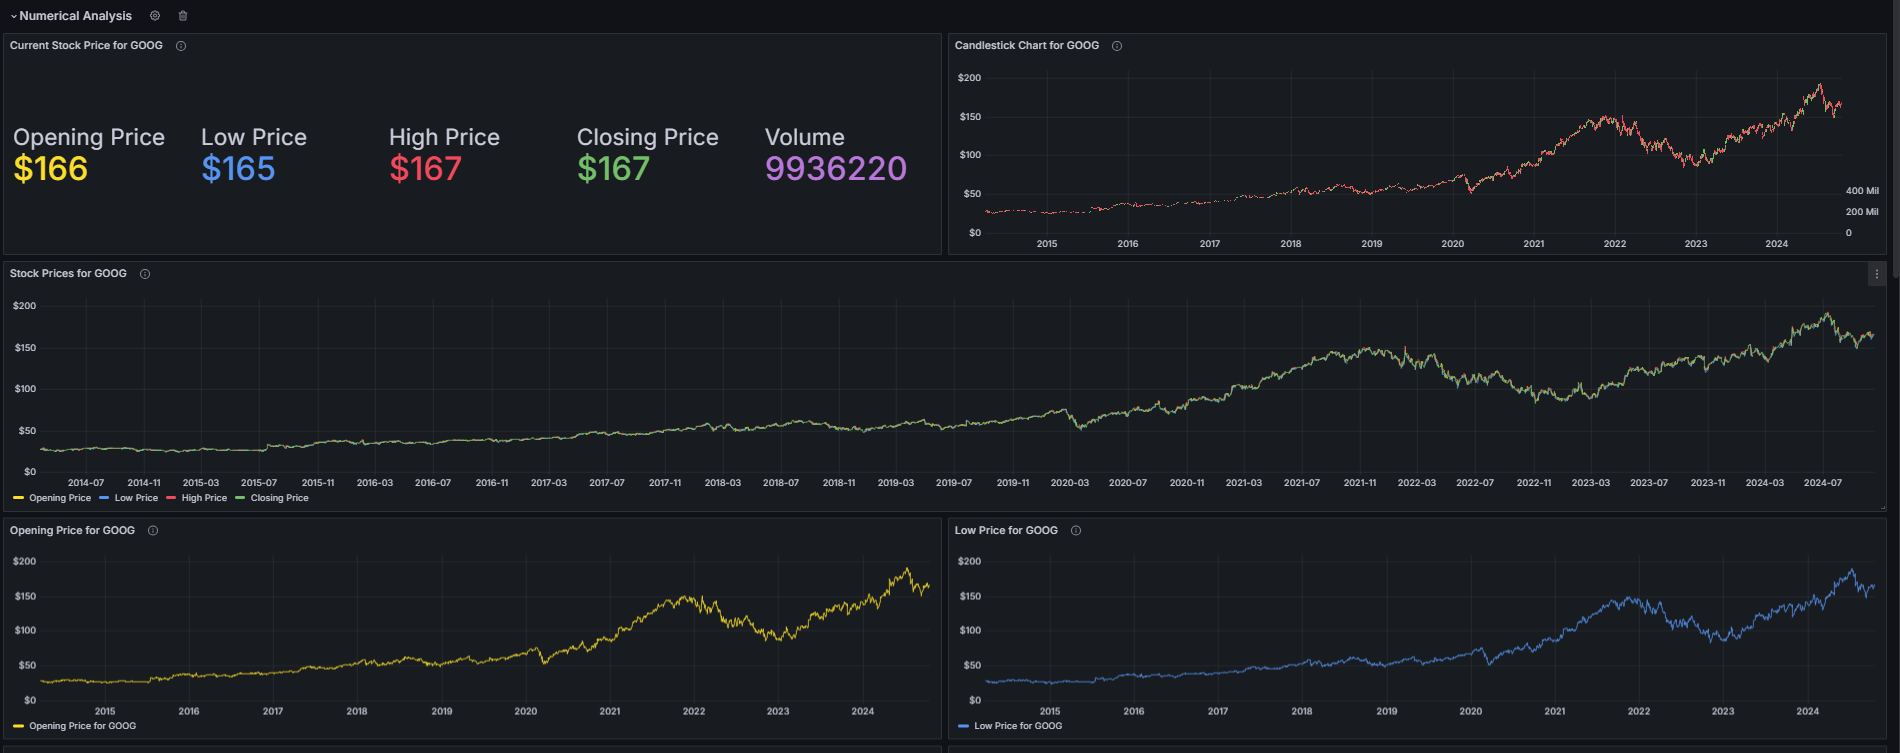 Numerical Analysis
Current Stock Price for GOOG
Opening Price
$166
Low Price
$165
High Price
$167
Closing Price
$167
Volume
9936220
Candlestick Chart for GOOG
$200
$150
$100
$50
$0
400 Mil
200 Mil
0
2015 2016 2017 2018 2019 2020 2021 2022 2023 2024
Stock Prices for GOOG
$200
$150
$100
$50
$0
2014-07 2014-11 2015-03 2015-07 2015-11 2016-03 2016-07 2016-11 2017-03 2017-07 2017-11 2018-03 2018-07 2018-11 2019-03 2019-07 2019-11 2020-03 2020-07 2020-11 2021-03 2021-07 2021-11 2022-03 2022-07 2022-11 2023-03 2023-07 2023-11 2024-03 2024-07
Opening Price Low Price High Price Closing Price
Opening Price for GOOG
$200
$150
$100
$50
$0
2015 2016 2017 2018 2019 2020 2021 2022 2023 2024
Opening Price for GOOG
Low Price for GOOG
$200
$150
$100
$50
$0
2015 2016 2017 2018 2019 2020 2021 2022 2023 2024
Low Price for GOOG